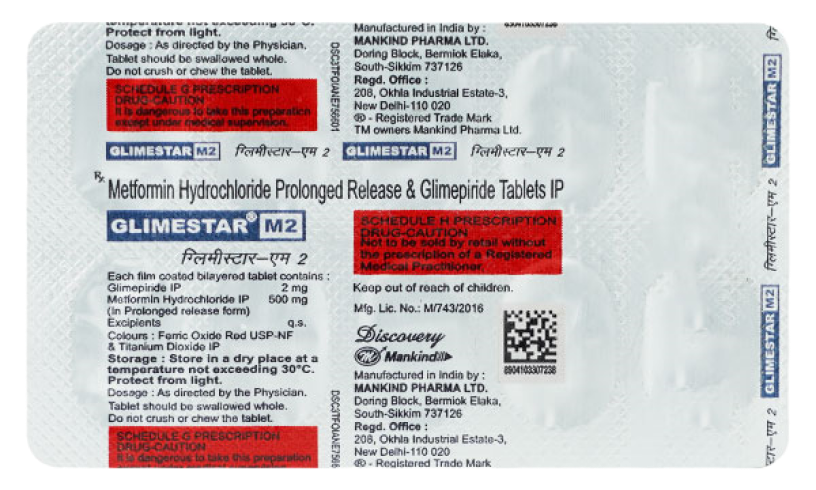 temperature not exceeding 30°C.
Protect from light.
Dosage : As directed by the Physician.
Tablet should be swallowed whole.
Do not crush or chew the tablet.
SCHEDULE G PRESCRIPTION
DRUG-CAUTION
It is dangerous to take this preparation
except under medical supervision.
Manufactured in India by :
MANKIND PHARMA LTD.
Doring Block, Bermiok Elaka,
South-Sikkim 737126
Regd. Office :
208, Okhla Industrial Estate-3,
New Delhi-110 020
® - Registered Trade Mark
TM owners Mankind Pharma Ltd.
8904103307238
GLIMESTAR M2 ग्लिमीस्टार-एम 2 GLIMESTAR M2 ग्लिमीस्टार-एम 2
Rx Metformin Hydrochloride Prolonged Release & Glimepiride Tablets IP
GLIMESTAR® M2
ग्लिमीस्टार-एम 2
Each film coated bilayered tablet contains :
Glimepiride IP 2 mg
Metformin Hydrochloride IP 500 mg
(In Prolonged release form)
Excipients q.s.
Colours : Ferric Oxide Red USP-NF
& Titanium Dioxide IP
Storage : Store in a dry place at a
temperature not exceeding 30°C.
Protect from light.
Dosage : As directed by the Physician.
Tablet should be swallowed whole.
Do not crush or chew the tablet.
SCHEDULE G PRESCRIPTION
DRUG-CAUTION
It is dangerous to take this preparation
SCHEDULE H PRESCRIPTION
DRUG-CAUTION
Not to be sold by retail without
the prescription of a Registered
Medical Practitioner.
Keep out of reach of children.
Mfg. Lic. No.: M/743/2016
Discovery
Mankind
8904103307238
Manufactured in India by :
MANKIND PHARMA LTD.
Doring Block, Bermiok Elaka,
South-Sikkim 737126
Regd. Office :
208, Okhla Industrial Estate-3,
New Delhi-110 020
® - Registered Trade Mark
GLIMESTAR M2
ग्लिमीस्टार-एम 2
GLIMESTAR M2